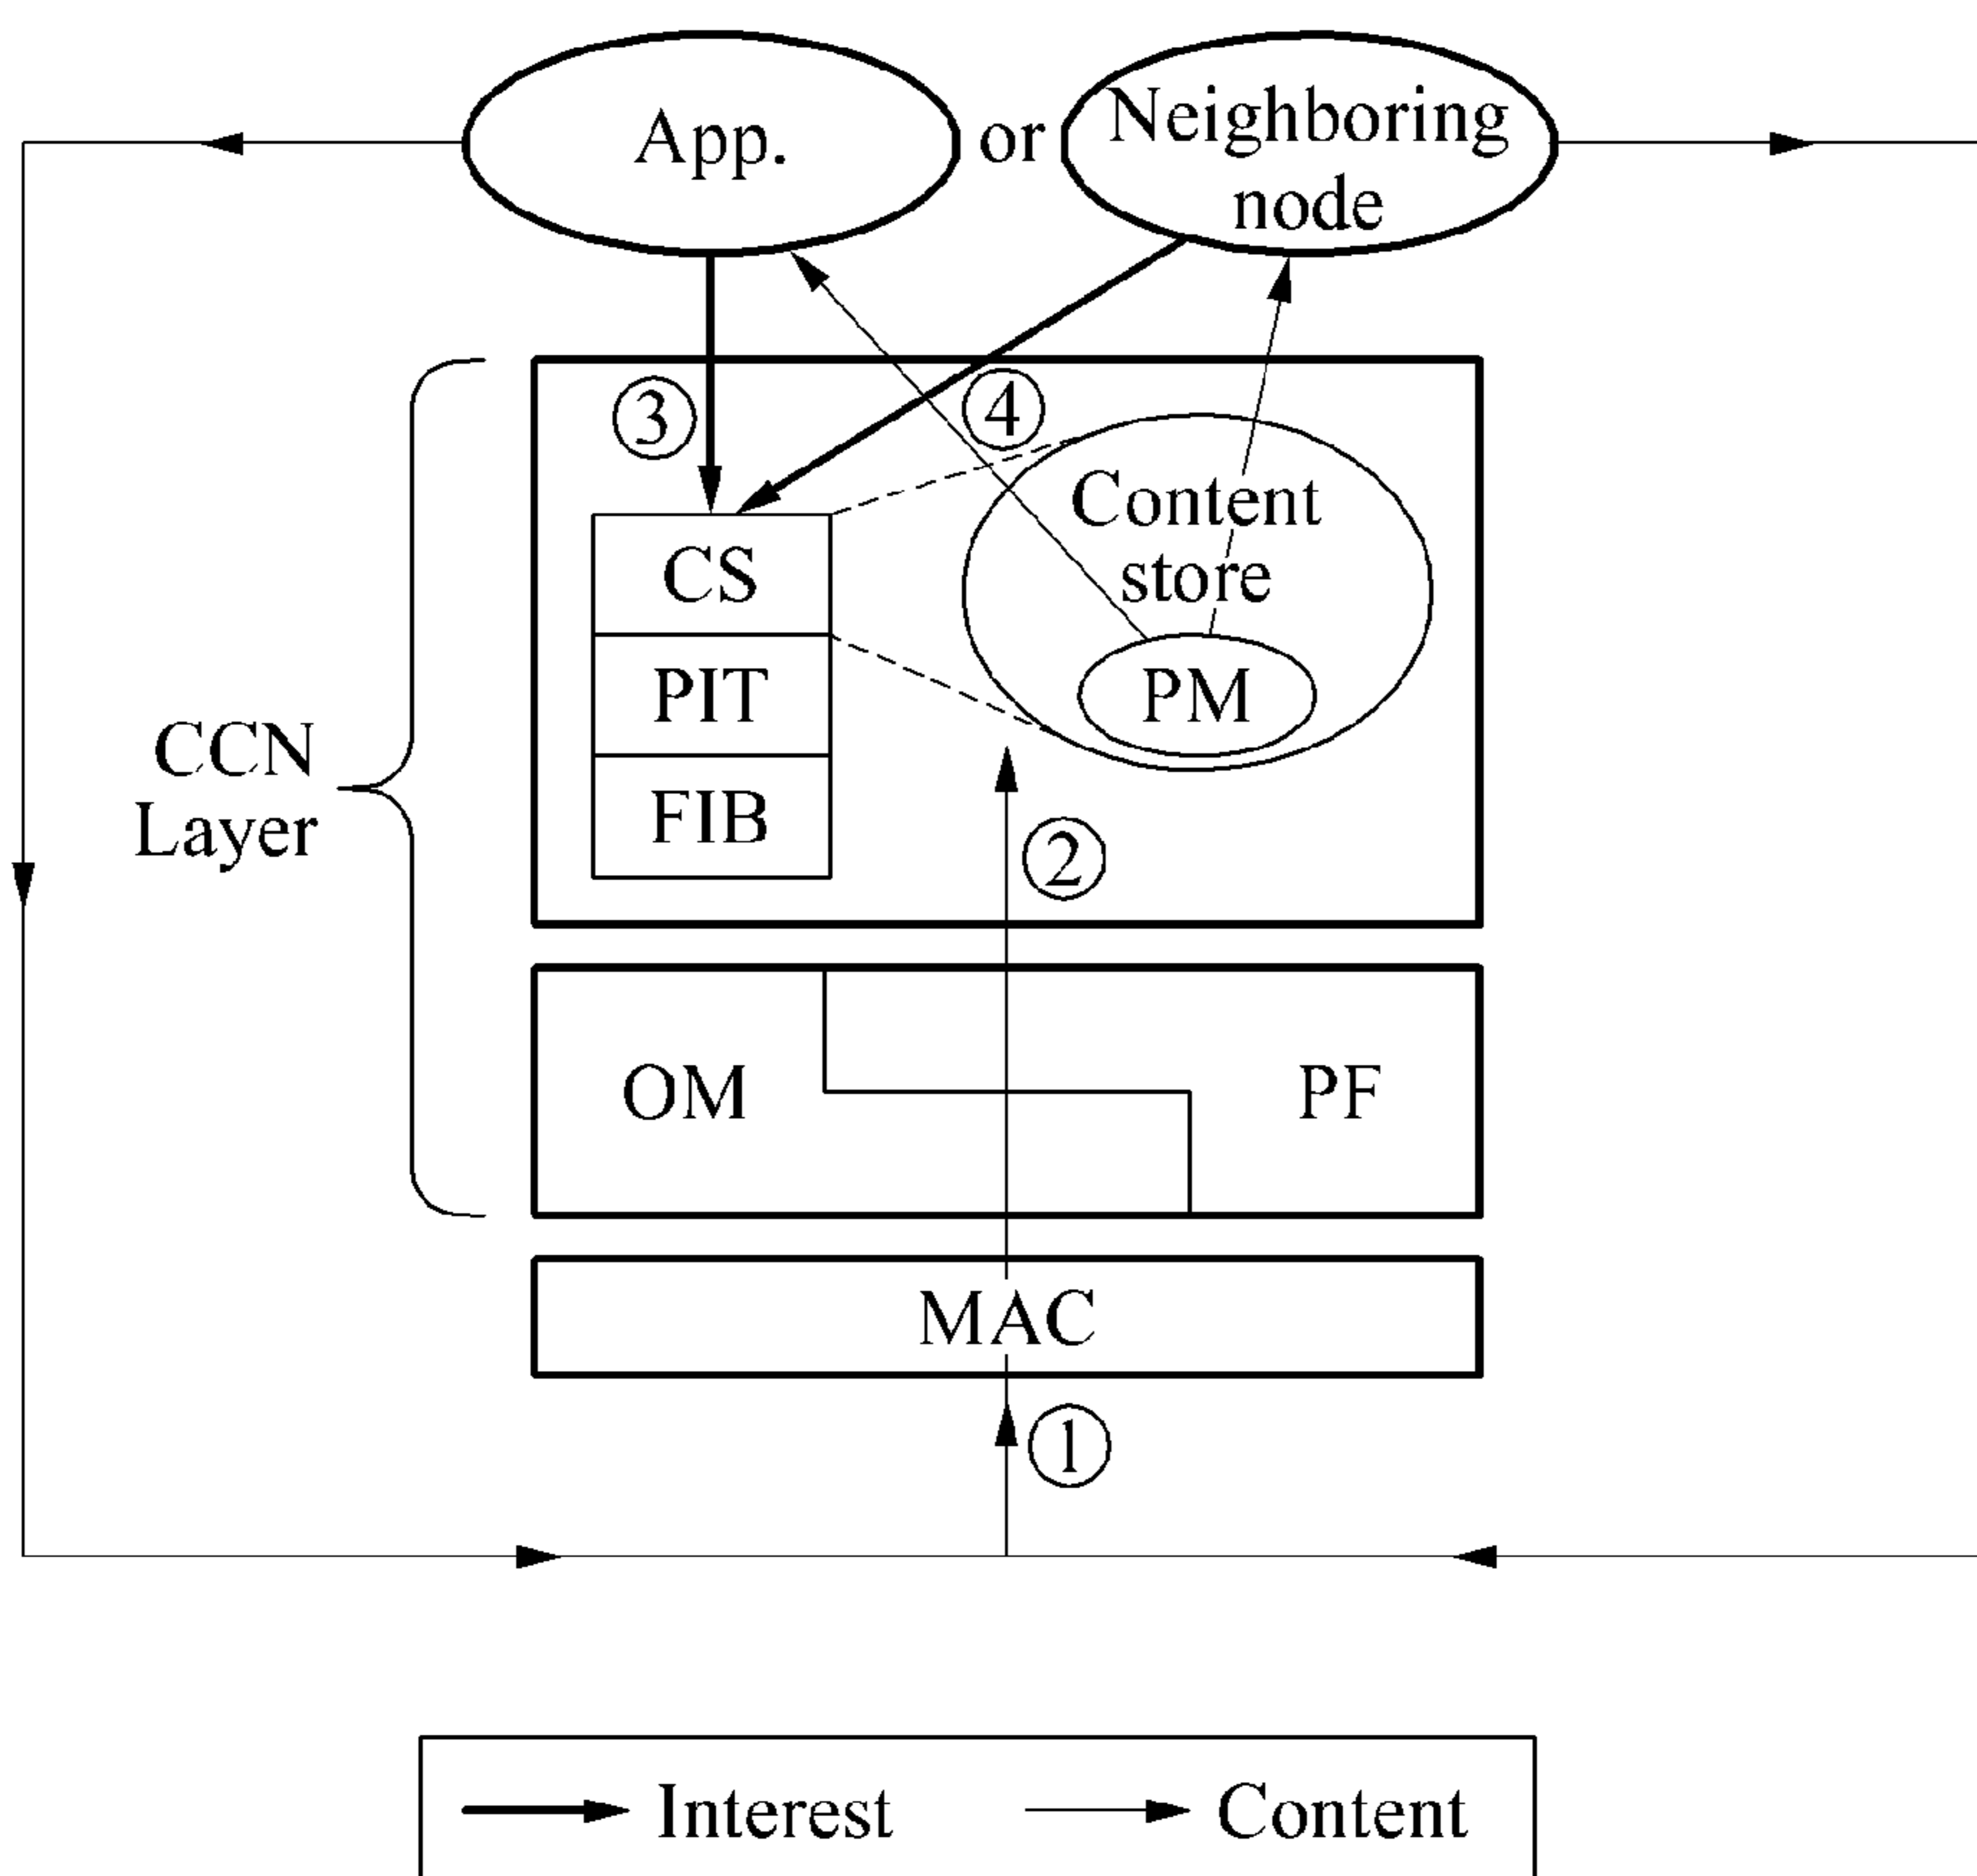 App.
or
Neighboring
node
③
④
Content
store
CS
PM
PIT
FIB
CCN
Layer
②
OM
PF
MAC
①
Interest
Content